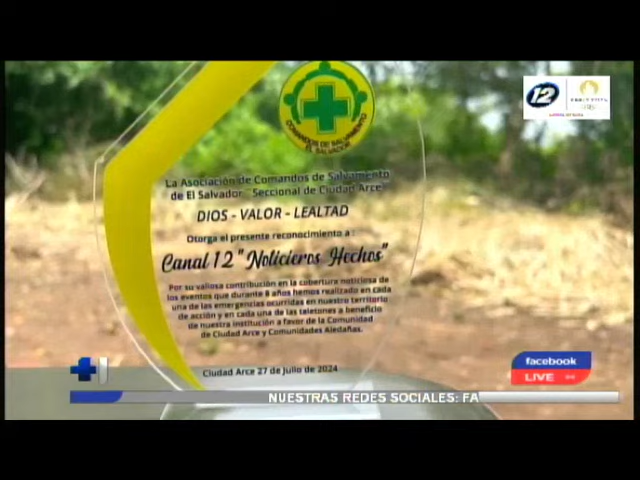 12
COMANDOS DE SALVAMENTO
EL SALVADOR
La Asociación de Comandos de Salvamento
de El Salvador "Seccional de Ciudad Arce"
DIOS - VALOR - LEALTAD
Otorga el presente reconocimiento a :
Canal 12 "Noticieros Hechos"
Por su valiosa contribución en la cobertura noticiosa de
los eventos que durante 8 años hemos realizado en cada
una de las emergencias ocurridas en nuestro territorio
de acción y en cada una de las teletones a beneficio
de nuestra institución a favor de la Comunidad
de Ciudad Arce y Comunidades Aledañas.
Ciudad Arce 27 de julio de 2024
facebook
LIVE
NUESTRAS REDES SOCIALES: FA